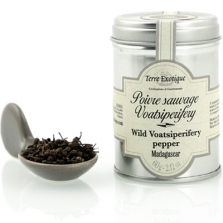 Terre Exotique
Poivre sauvage
Voatsiperifery
Wild Voatsiperifery
pepper
Madagascar